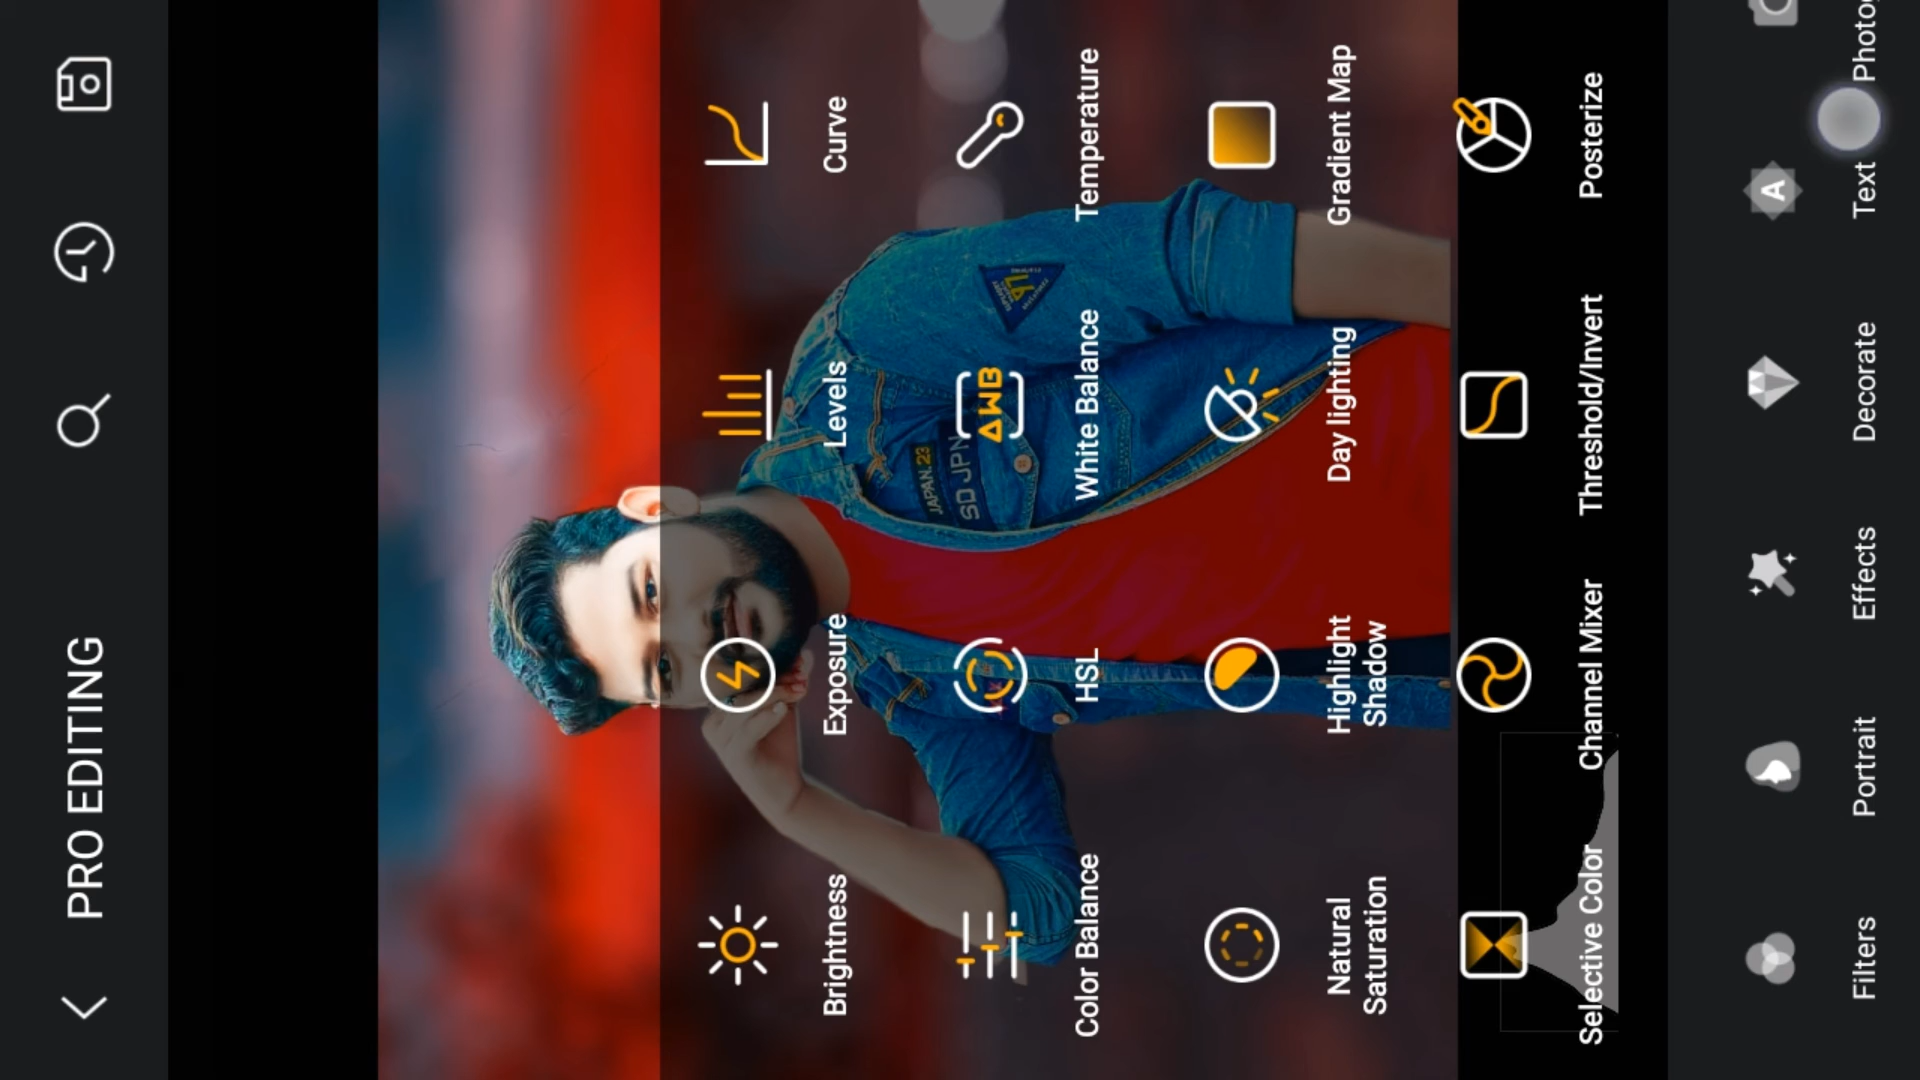 PRO EDITING
JAPAN.23
SD JPN
Brightness
Exposure
Levels
Curve
Color Balance
HSL
White Balance
AWB
Temperature
Natural
Saturation
Highlight
Shadow
Day lighting
Gradient Map
Selective Color
Channel Mixer
Threshold/Invert
Posterize
Filters
Portrait
Effects
Decorate
A
Text
Photog